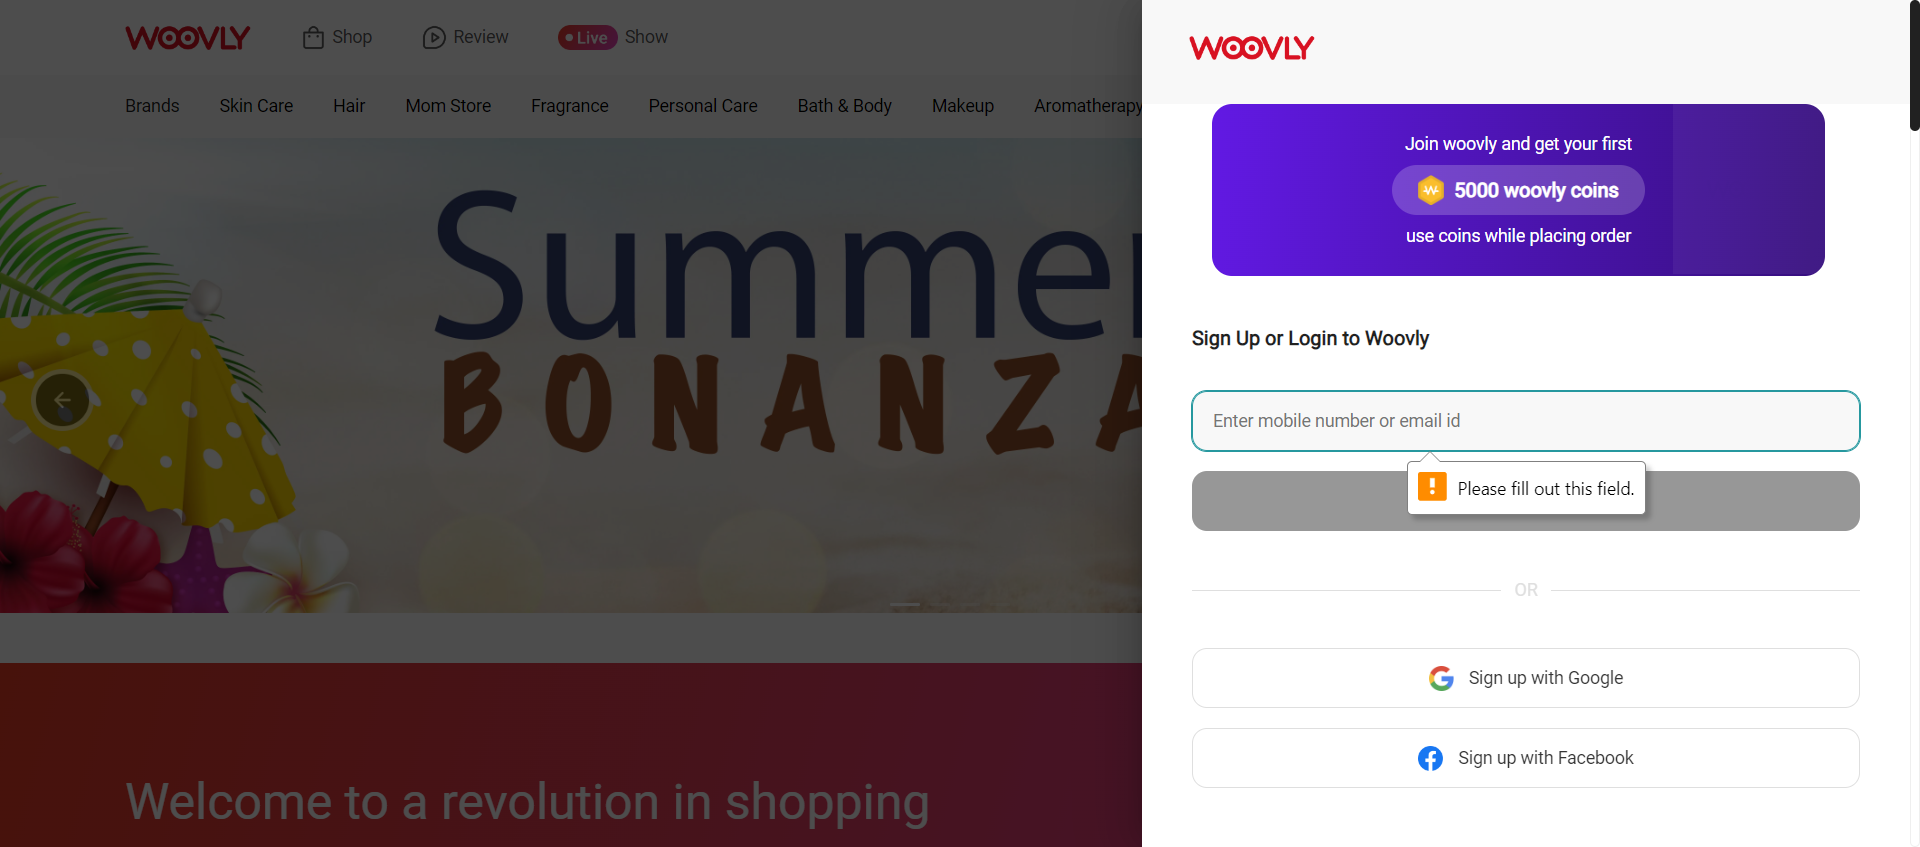 WOOVLY
Shop
Review
Live Show
Brands
Skin Care
Hair
Mom Store
Fragrance
Personal Care
Bath & Body
Makeup
Aromatherapy
Summer
BONANZA
Welcome to a revolution in shopping
WOOVLY
Join woovly and get your first
5000 woovly coins
use coins while placing order
Sign Up or Login to Woovly
Enter mobile number or email id
Please fill out this field.
OR
Sign up with Google
Sign up with Facebook